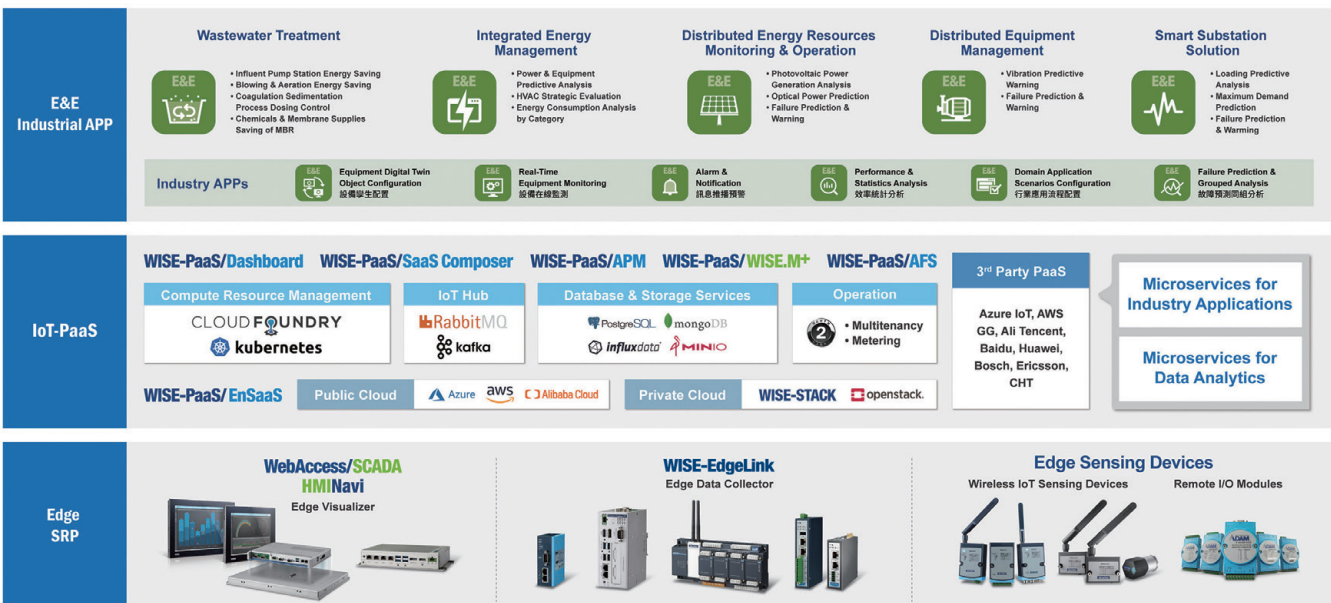 E&E
Industrial APP
Wastewater Treatment
E&E
• Influent Pump Station Energy Saving
• Blowing & Aeration Energy Saving
• Coagulation Sedimentation
Process Dosing Control
• Chemicals & Membrane Supplies
Saving of MBR
Integrated Energy
Management
E&E
• Power & Equipment
Predictive Analysis
• HVAC Strategic Evaluation
• Energy Consumption Analysis
by Category
Distributed Energy Resources
Monitoring & Operation
E&E
• Photovoltaic Power
Generation Analysis
• Optical Power Prediction
• Failure Prediction &
Warning
Distributed Equipment
Management
E&E
• Vibration Predictive
Warning
• Failure Prediction &
Warning
Smart Substation
Solution
E&E
• Loading Predictive
Analysis
• Maximum Demand
Prediction
• Failure Prediction
& Warming
Industry APPs
E&E
Equipment Digital Twin
Object Configuration
設備孿生配置
E&E
Real-Time
Equipment Monitoring
設備在線監測
E&E
Alarm &
Notification
訊息推播預警
E&E
Performance &
Statistics Analysis
效率統計分析
E&E
Domain Application
Scenarios Configuration
行業應用流程配置
E&E
Failure Prediction &
Grouped Analysis
故障預測同組分析
IoT-PaaS
WISE-PaaS/Dashboard
WISE-PaaS/SaaS Composer
WISE-PaaS/APM
WISE-PaaS/WISE.M+
WISE-PaaS/AFS
Compute Resource Management
CLOUD FOUNDRY
kubernetes
IoT Hub
RabbitMQ
kafka
Database & Storage Services
PostgreSQL
mongoDB
influxdata
MINIO
Operation
2
• Multitenancy
• Metering
WISE-PaaS/EnSaaS
Public Cloud
Azure
aws
Alibaba Cloud
Private Cloud
WISE-STACK
openstack.
3rd Party PaaS
Azure IoT, AWS
GG, Ali Tencent,
Baidu, Huawei,
Bosch, Ericsson,
CHT
Microservices for
Industry Applications
Microservices for
Data Analytics
Edge
SRP
WebAccess/SCADA
HMINavi
Edge Visualizer
WISE-EdgeLink
Edge Data Collector
Edge Sensing Devices
Wireless IoT Sensing Devices
Remote I/O Modules
ADAM